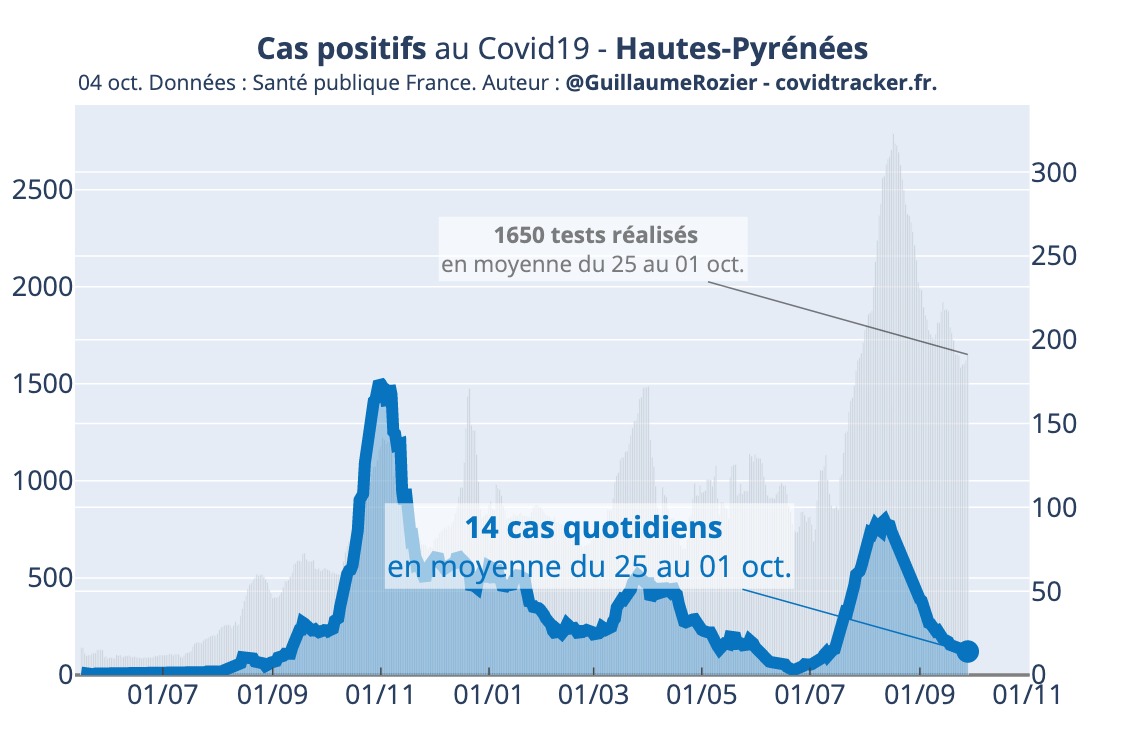 Cas positifs au Covid19 - Hautes-Pyrénées
04 oct. Données : Santé publique France. Auteur : @GuillaumeRozier - covidtracker.fr.
300
2500
1650 tests réalisés
250
en moyenne du 25 au 01 oct.
2000
200
1500
150
1000
100
14 cas quotidiens
en moyenne du 25 au 01 oct.
500
50
0
0
01/07 01/09 01/11 01/01 01/03 01/05 01/07 01/09 01/11